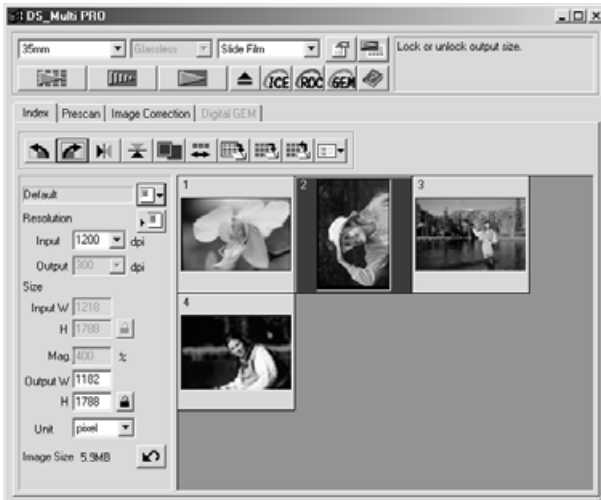 DS_Multi PRO
35mm Glassless Slide Film
Lock or unlock output size.
ICE ROC GEM
Index Prescan Image Correction Digital GEM
Default
Resolution
Input 1200 dpi
Output 300 dpi
Size
Input W 1218
H 1788
Mag. 400 %
Output W 1182
H 1788
Unit pixel
Image Size 5.9MB
1
2
3
4